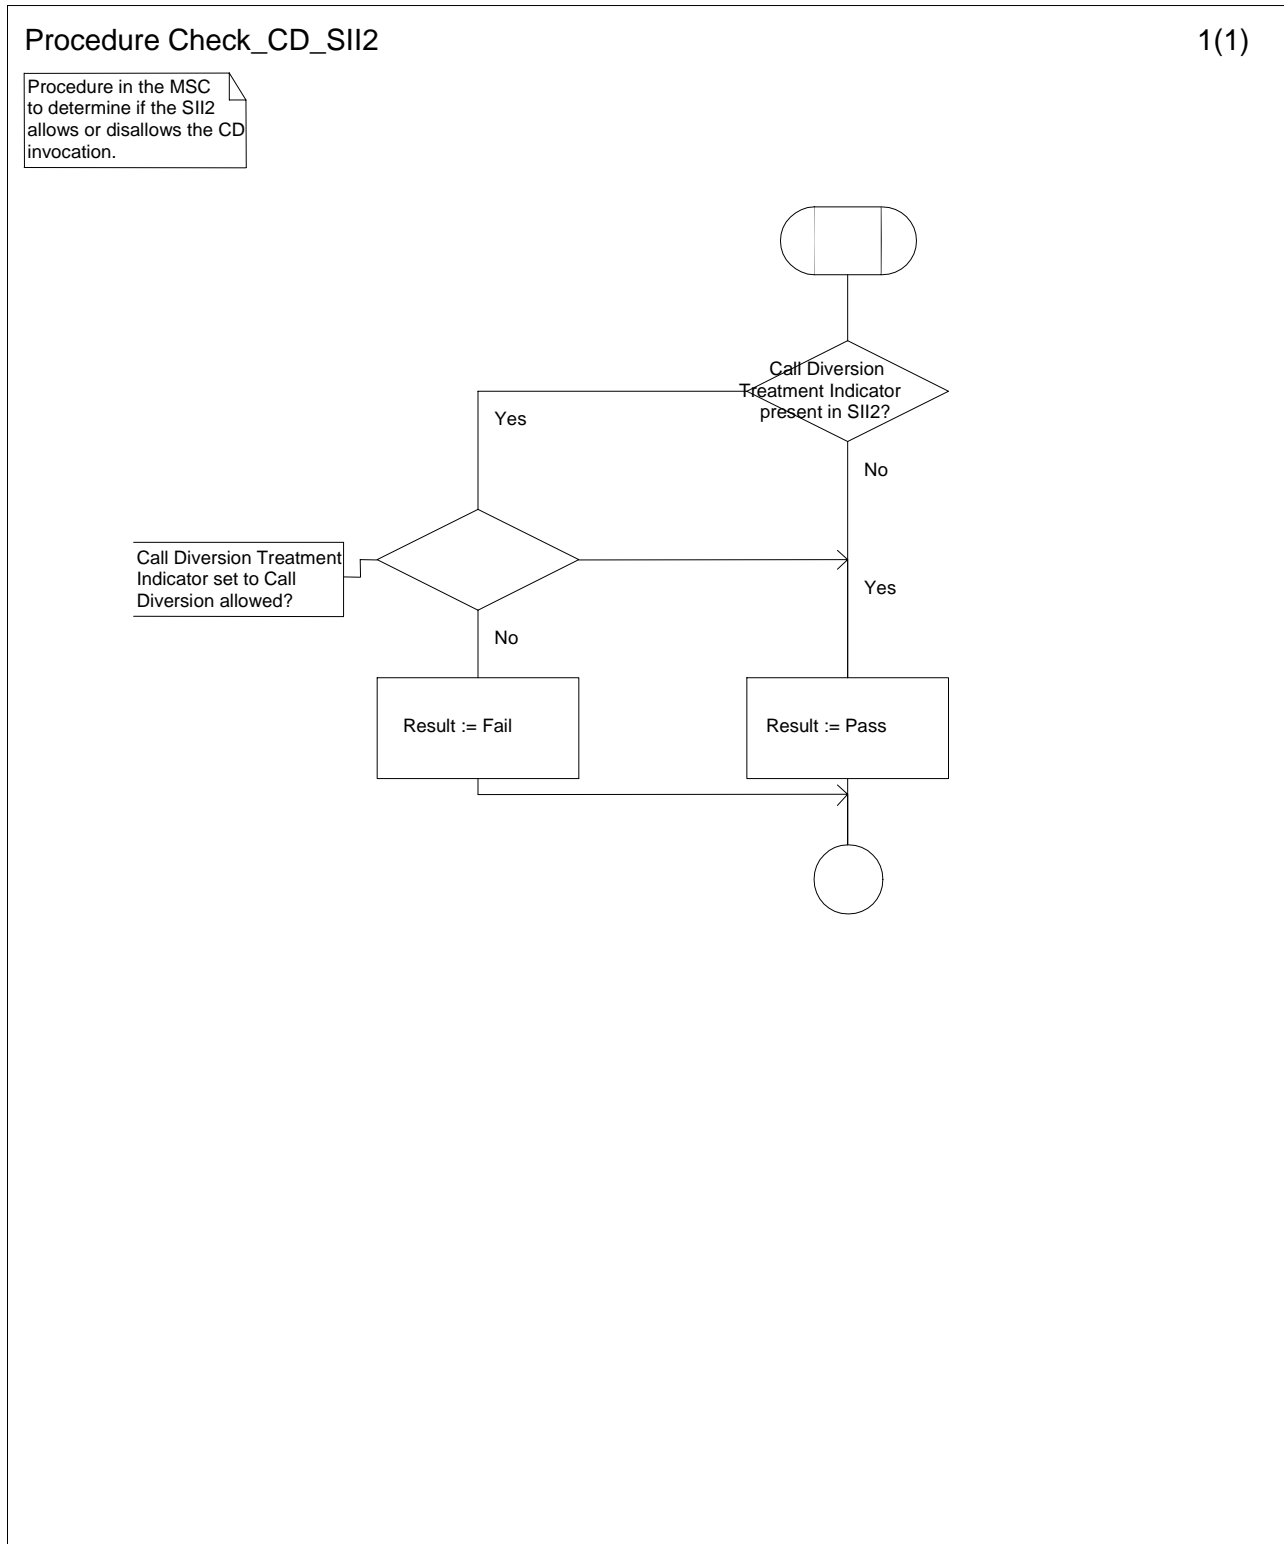 Procedure Check_CD_SII2
1(1)
Procedure in the MSC
to determine if the SII2
allows or disallows the CD
invocation.
Call Diversion
Treatment Indicator
present in SII2?
Yes
No
Call Diversion Treatment
Indicator set to Call
Diversion allowed?
Yes
No
Result := Fail
Result := Pass